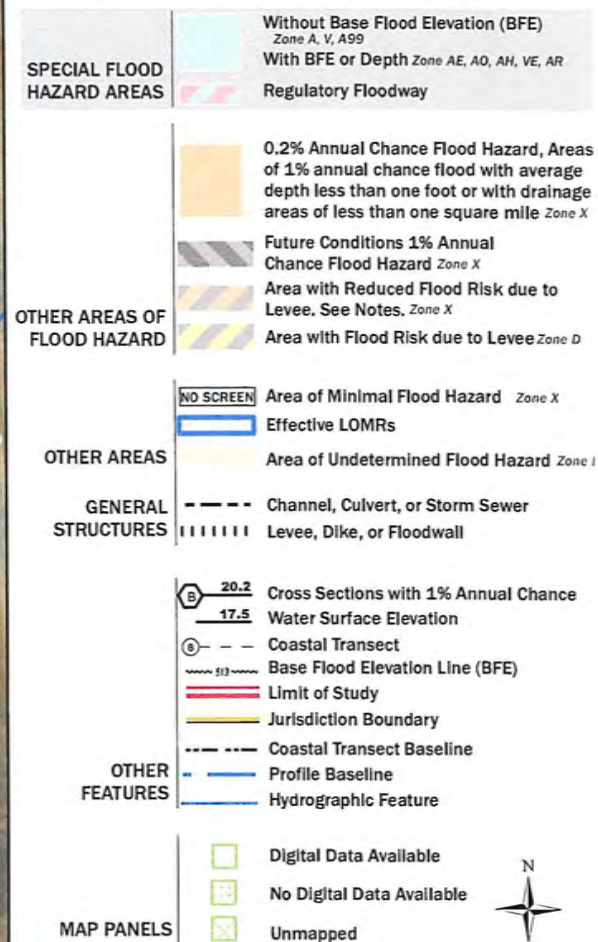 SPECIAL FLOOD
HAZARD AREAS
Without Base Flood Elevation (BFE)
Zone A, V, A99
With BFE or Depth Zone AE, AO, AH, VE, AR
Regulatory Floodway
OTHER AREAS OF
FLOOD HAZARD
0.2% Annual Chance Flood Hazard, Areas
of 1% annual chance flood with average
depth less than one foot or with drainage
areas of less than one square mile Zone X
Future Conditions 1% Annual
Chance Flood Hazard Zone X
Area with Reduced Flood Risk due to
Levee. See Notes. Zone X
Area with Flood Risk due to Levee Zone D
NO SCREEN Area of Minimal Flood Hazard Zone X
Effective LOMRs
OTHER AREAS
Area of Undetermined Flood Hazard Zone
GENERAL
STRUCTURES
Channel, Culvert, or Storm Sewer
Levee, Dike, or Floodwall
OTHER
FEATURES
B 20.2 Cross Sections with 1% Annual Chance
17.5 Water Surface Elevation
8 Coastal Transect
513 Base Flood Elevation Line (BFE)
Limit of Study
Jurisdiction Boundary
Coastal Transect Baseline
Profile Baseline
Hydrographic Feature
MAP PANELS
Digital Data Available
No Digital Data Available
Unmapped
N